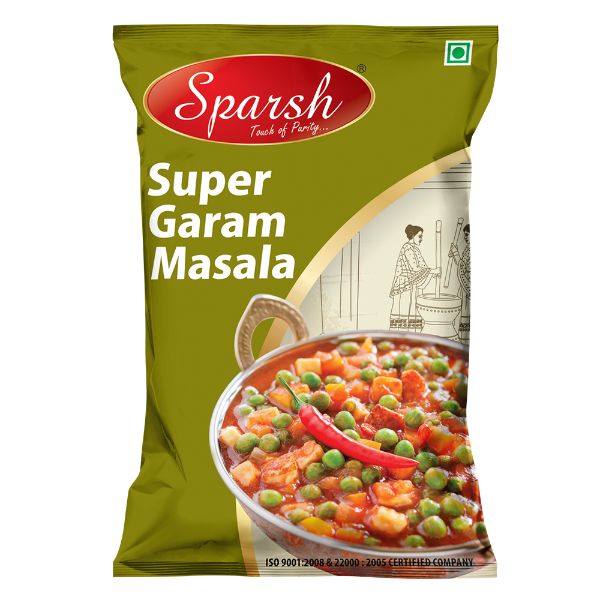 Sparsh®
Touch of Purity...
Super
Garam
Masala
ISO 9001:2008 & 22000 : 2005 CERTIFIED COMPANY